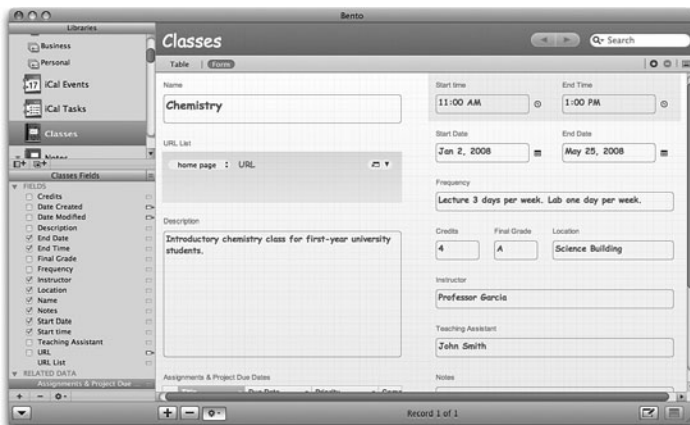 Bento
Libraries
Business
Personal
iCal Events
17
iCal Tasks
Classes
Notes
Classes Fields
FIELDS
Credits
Date Created
Date Modified
Description
End Date
End Time
Final Grade
Frequency
Instructor
Location
Name
Notes
Start Date
Start time
Teaching Assistant
URL
URL List
RELATED DATA
Assignments & Project Due
Classes
Search
Table | Form
Name
Chemistry
URL List
home page : URL
Description
Introductory chemistry class for first-year university
students.
Assignments & Project Due Dates
Title Due Date Priority
Start time End Time
11:00 AM 1:00 PM
Start Date End Date
Jan 2, 2008 May 25, 2008
Frequency
Lecture 3 days per week. Lab one day per week.
Credits Final Grade Location
4 A Science Building
Instructor
Professor Garcia
Teaching Assistant
John Smith
Notes
Record 1 of 1